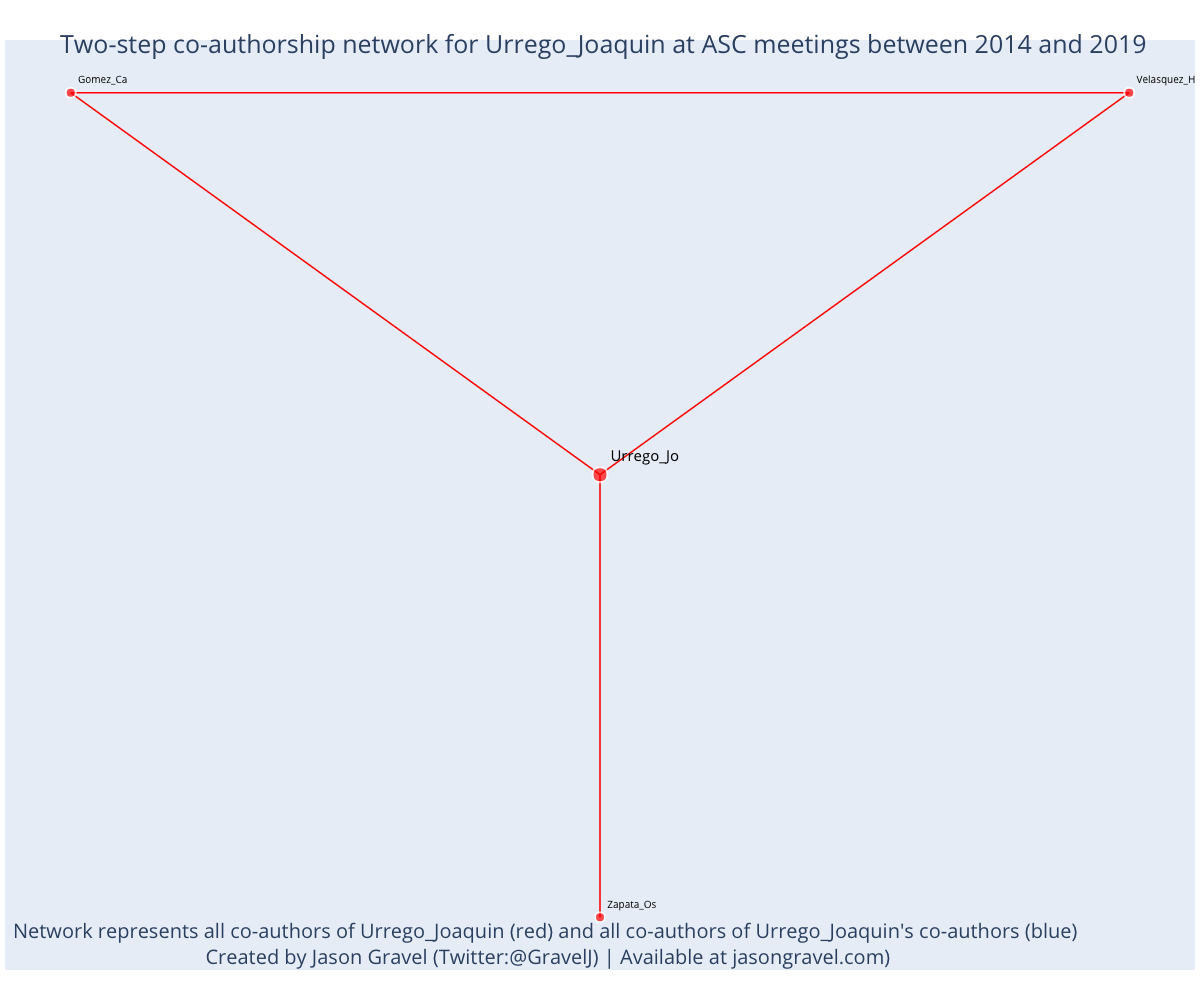 Two-step co-authorship network for Urrego_Joaquin at ASC meetings between 2014 and 2019
Gomez_Ca
Velasquez_H
Urrego_Jo
Zapata_Os
Network represents all co-authors of Urrego_Joaquin (red) and all co-authors of Urrego_Joaquin's co-authors (blue)
Created by Jason Gravel (Twitter:@GravelJ) | Available at jasongravel.com)